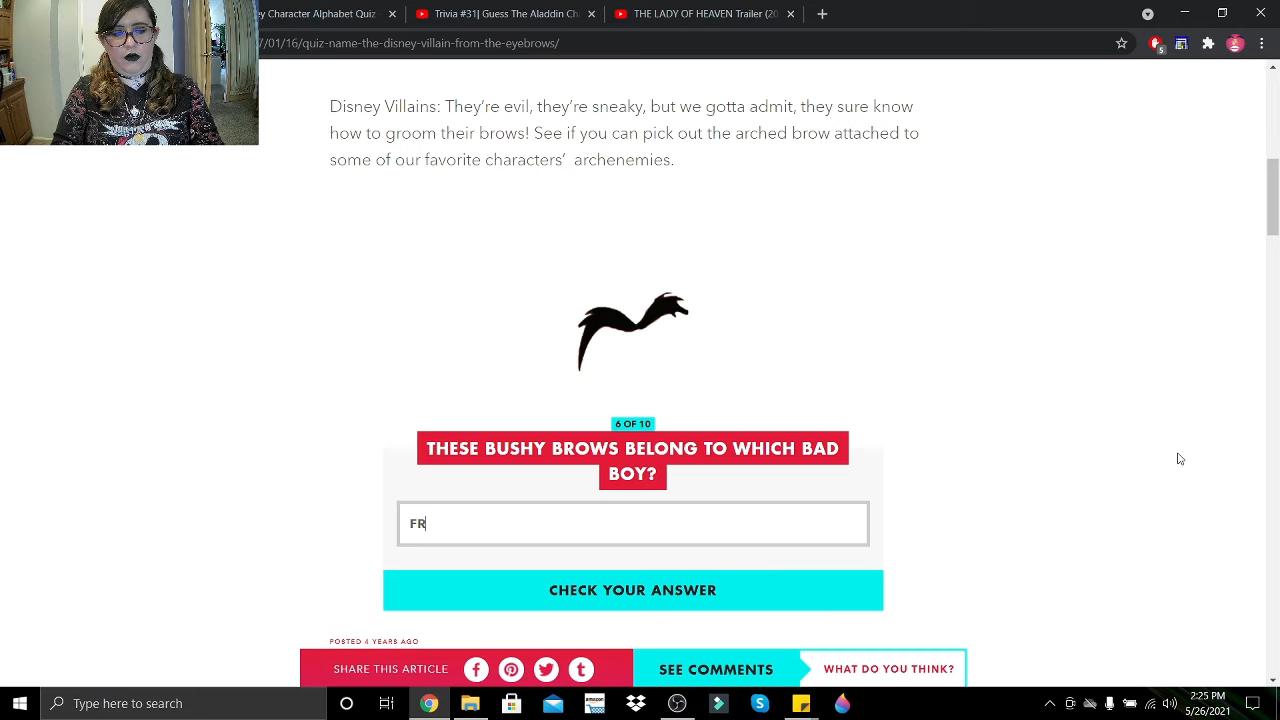 ey Character Alphabet Quiz
Trivia #31| Guess The Aladdin Ch
THE LADY OF HEAVEN Trailer (20
/01/16/quiz-name-the-disney-villain-from-the-eyebrows/
5
Disney Villains: They're evil, they're sneaky, but we gotta admit, they sure know
how to groom their brows! See if you can pick out the arched brow attached to
some of our favorite characters' archenemies.
6 OF 10
THESE BUSHY BROWS BELONG TO WHICH BAD
BOY?
FR
CHECK YOUR ANSWER
POSTED 4 YEARS AGO
SHARE THIS ARTICLE
SEE COMMENTS
WHAT DO YOU THINK?
Type here to search
amazon
2:25 PM
5/26/2021